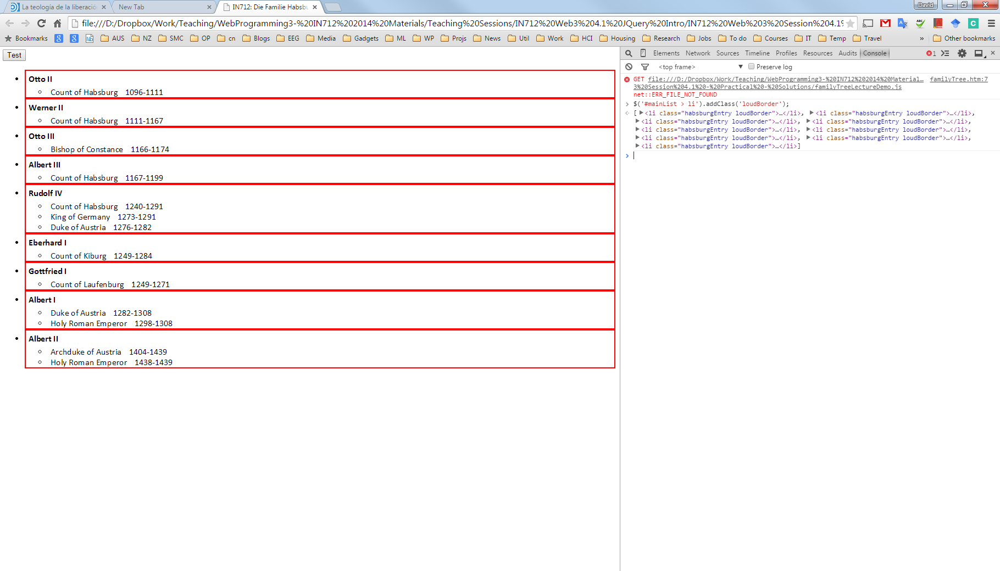 La teología de la liberació
New Tab
IN712: Die Familie Habsbu
David
file:///D:/Dropbox/Work/Teaching/WebProgramming3-%20IN712%202014%20Materials/Teaching%20Sessions/IN712%20Web3%204.1%20JQuery%20Intro/IN712%20Web%203%20Session%204.1%
Bookmarks AUS NZ SMC OP cn Blogs EEG Media Gadgets ML WP Projs News Util Work HCI Housing Research Jobs To do Courses IT Temp Travel » Other bookmarks
Test
Otto II
Count of Habsburg 1096-1111
Werner II
Count of Habsburg 1111-1167
Otto III
Bishop of Constance 1166-1174
Albert III
Count of Habsburg 1167-1199
Rudolf IV
Count of Habsburg 1240-1291
King of Germany 1273-1291
Duke of Austria 1276-1282
Eberhard I
Count of Kiburg 1249-1284
Gottfried I
Count of Laufenburg 1249-1271
Albert I
Duke of Austria 1282-1308
Holy Roman Emperor 1298-1308
Albert II
Archduke of Austria 1404-1439
Holy Roman Emperor 1438-1439
Elements Network Sources Timeline Profiles Resources Audits Console 1
<top frame> Preserve log
GET file:///D:/Dropbox/Work/Teaching/WebProgramming3-%20IN712%202014%20Material… familyTree.htm:7
3%20Session%204.1%20-%20Practical%20-%20Solutions/familyTreeLectureDemo.js
net::ERR_FILE_NOT_FOUND
> $('#mainList > li').addClass('loudBorder');
[▶<li class="habsburgEntry loudBorder">…</li>, ▶<li class="habsburgEntry loudBorder">…</li>,
▶<li class="habsburgEntry loudBorder">…</li>, ▶<li class="habsburgEntry loudBorder">…</li>,
▶<li class="habsburgEntry loudBorder">…</li>, ▶<li class="habsburgEntry loudBorder">…</li>,
▶<li class="habsburgEntry loudBorder">…</li>, ▶<li class="habsburgEntry loudBorder">…</li>,
▶<li class="habsburgEntry loudBorder">…</li>]
>